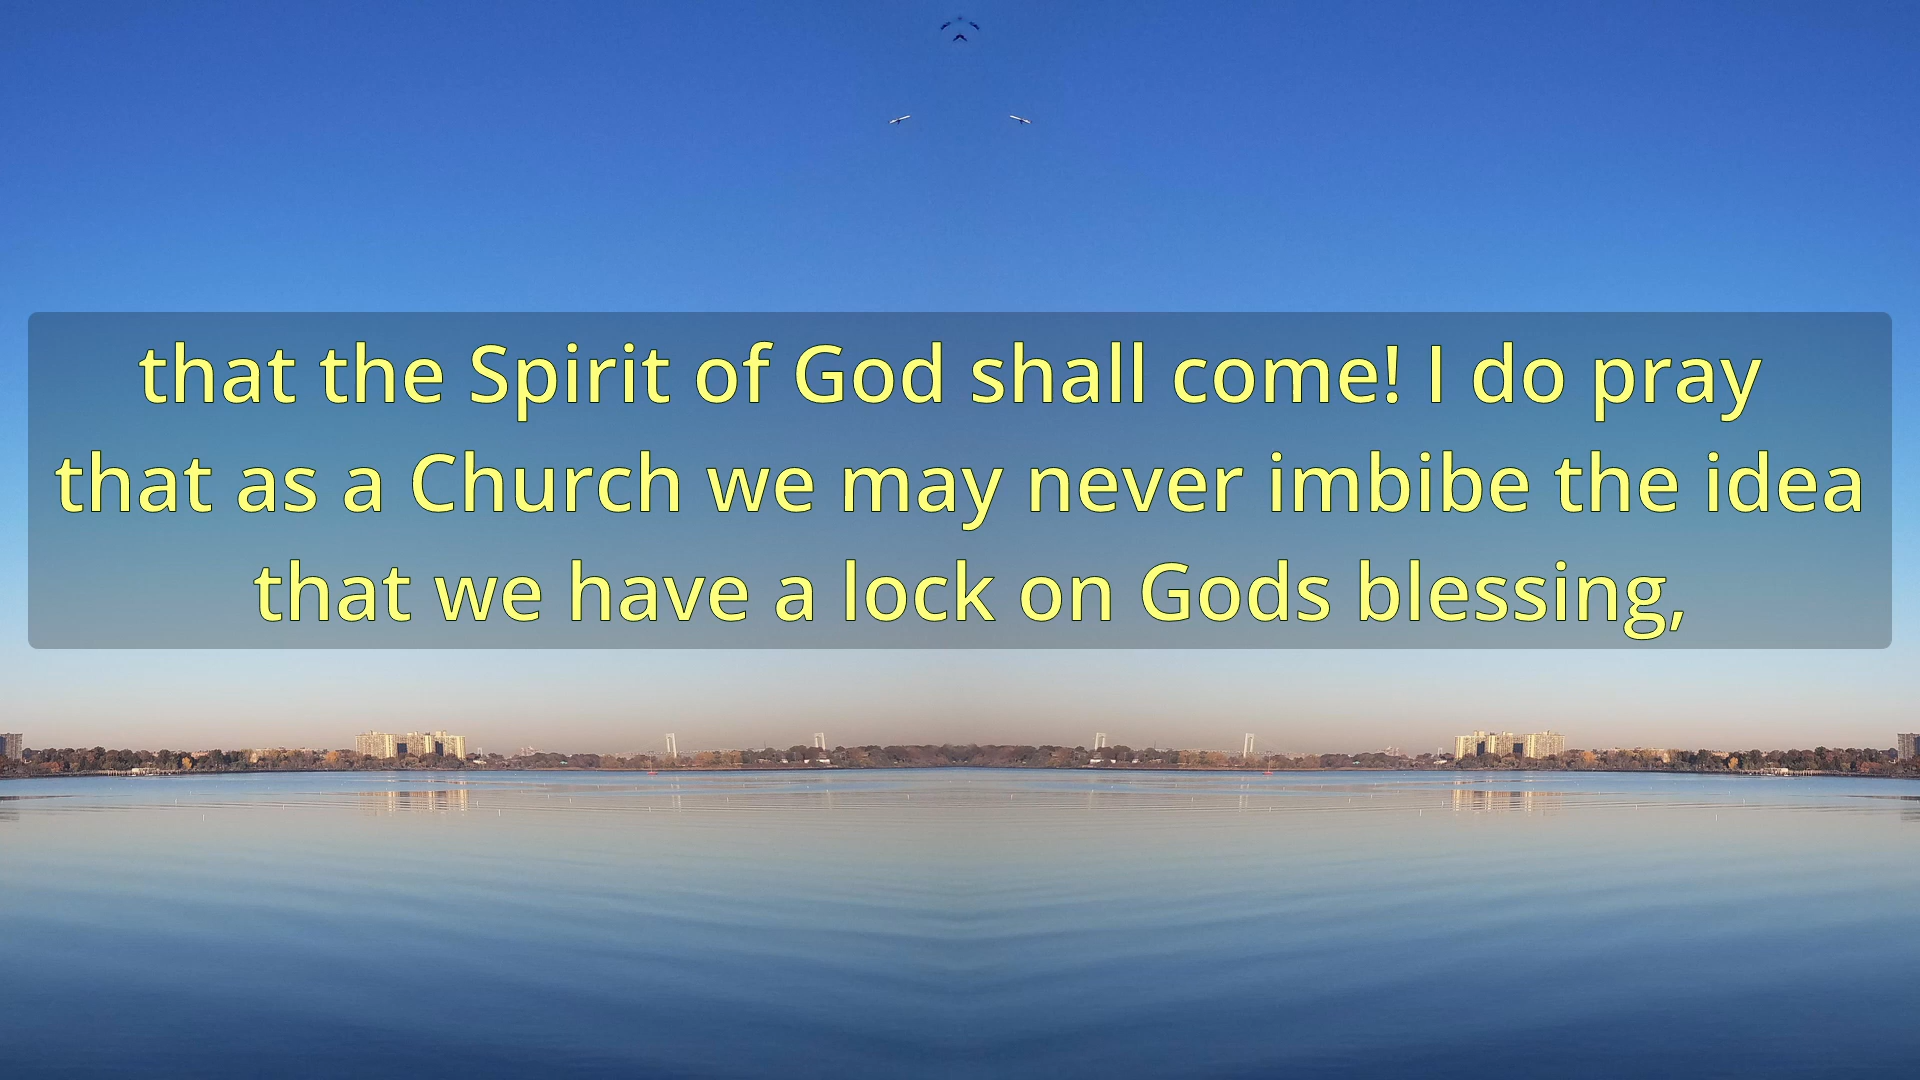 that the Spirit of God shall come! I do pray
that as a Church we may never imbibe the idea
that we have a lock on Gods blessing,